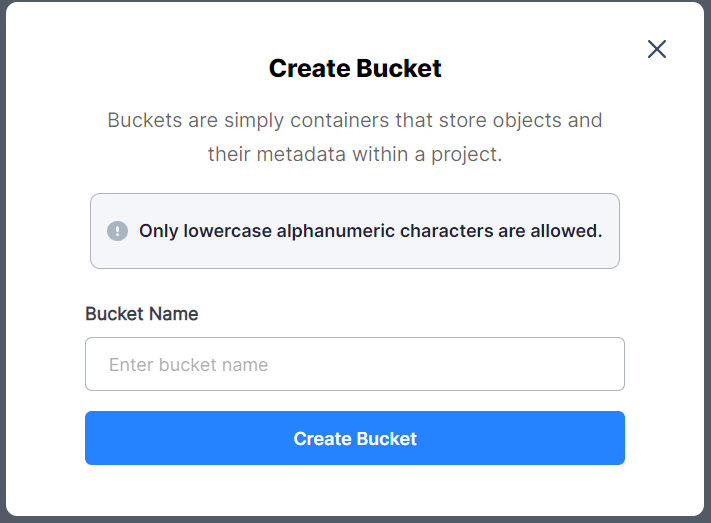 Create Bucket
Buckets are simply containers that store objects and
their metadata within a project.
Only lowercase alphanumeric characters are allowed.
Bucket Name
Enter bucket name
Create Bucket